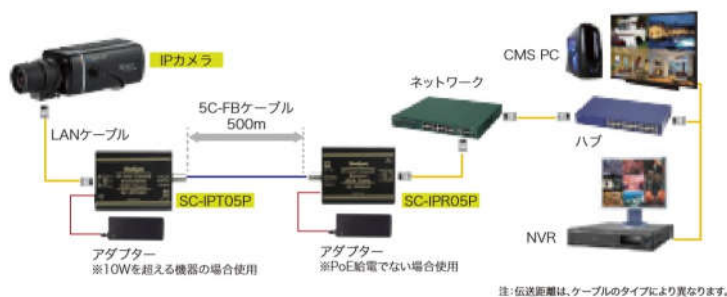 IPカメラ
LANケーブル
5C-FBケーブル
500m
SC-IPT05P
SC-IPR05P
アダプター
※10Wを超える機器の場合使用
アダプター
※PoE給電でない場合使用
ネットワーク
CMS PC
ハブ
NVR
注:伝送距離は、ケーブルのタイプにより異なります。